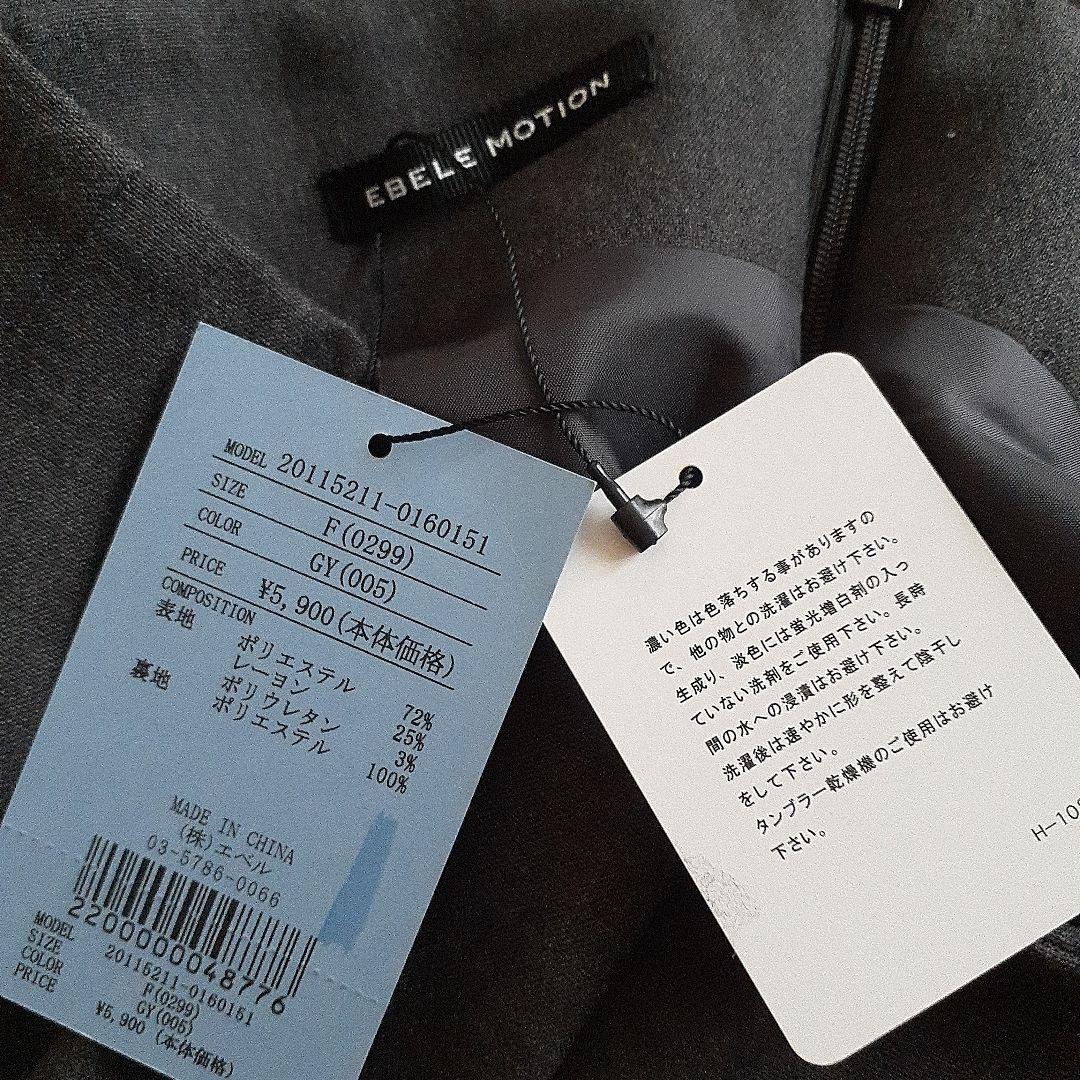 EBELE MOTION
MODEL 20115211-0160151
SIZE F(0299)
COLOR GY(005)
PRICE ¥5,900(本体価格)
COMPOSITION
表地 ポリエステル 72%
レーヨン 25%
ポリウレタン 3%
裏地 ポリエステル 100%
MADE IN CHINA
(株)エベル
03-5786-0066
2200000048776
MODEL 20115211-0160151
SIZE F(0299)
COLOR GY(005)
PRICE ¥5,900(本体価格)
濃い色は色落ちする事がありますの
で、他の物との洗濯はお避け下さい。
生成り、淡色には蛍光増白剤の入っ
ていない洗剤をご使用下さい。長時
間の水への浸漬はお避け下さい。
洗濯後は速やかに形を整えて陰干し
をして下さい。
タンブラー乾燥機のご使用はお避け
下さい。